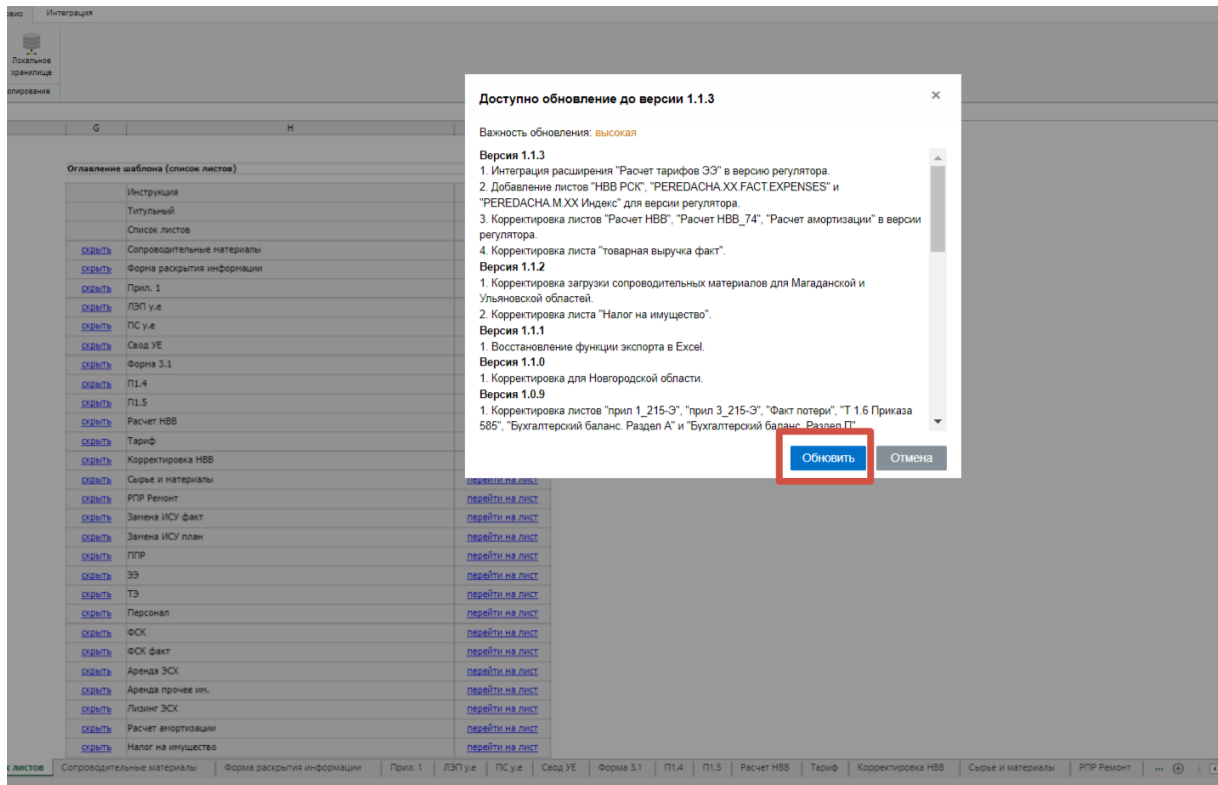 Интеграция
Локальное
хранилище
G H
Оглавление шаблона (список листов)
Инструкция
Титульный
Список листов
скрыть Сопроводительные материалы
скрыть Форма раскрытия информации
скрыть Прил. 1
скрыть ЛЭП у.е
скрыть ПС у.е
скрыть Свод УЕ
скрыть Форма 3.1
скрыть П1.4
скрыть П1.5
скрыть Расчет НВВ
скрыть Тариф
скрыть Корректировка НВВ
скрыть Сырье и материалы перейти на лист
скрыть РПР Ремонт перейти на лист
скрыть Замена ИСУ факт перейти на лист
скрыть Замена ИСУ план перейти на лист
скрыть ППР перейти на лист
скрыть ЭЭ перейти на лист
скрыть ТЭ перейти на лист
скрыть Персонал перейти на лист
скрыть ФСК перейти на лист
скрыть ФСК факт перейти на лист
скрыть Аренда ЭСХ перейти на лист
скрыть Аренда прочее им. перейти на лист
скрыть Лизинг ЭСХ перейти на лист
скрыть Расчет амортизации перейти на лист
скрыть Налог на имущество перейти на лист
Доступно обновление до версии 1.1.3
Важность обновления: высокая
Версия 1.1.3
1. Интеграция расширения "Расчет тарифов ЭЭ" в версию регулятора.
2. Добавление листов "НВВ РСК", "PEREDACHA.XX.FACT.EXPENSES" и
"PEREDACHA.M.XX Индекс" для версии регулятора.
3. Корректировка листов "Расчет НВВ", "Расчет НВВ_74", "Расчет амортизации" в версии
регулятора.
4. Корректировка листа "товарная выручка факт".
Версия 1.1.2
1. Корректировка загрузки сопроводительных материалов для Магаданской и
Ульяновской областей.
2. Корректировка листа "Налог на имущество".
Версия 1.1.1
1. Восстановление функции экспорта в Excel.
Версия 1.1.0
1. Корректировка для Новгородской области.
Версия 1.0.9
1. Корректировка листов "прил 1_215-Э", "прил 3_215-Э", "Факт потери", "Т 1.6 Приказа
585", "Бухгалтерский баланс. Раздел А" и "Бухгалтерский баланс. Раздел П"
Обновить Отмена
листов Сопроводительные материалы Форма раскрытия информации Прил. 1 ЛЭП у.е ПС у.е Свод УЕ Форма 3.1 П1.4 П1.5 Расчет НВВ Тариф Корректировка НВВ Сырье и материалы РПР Ремонт ...